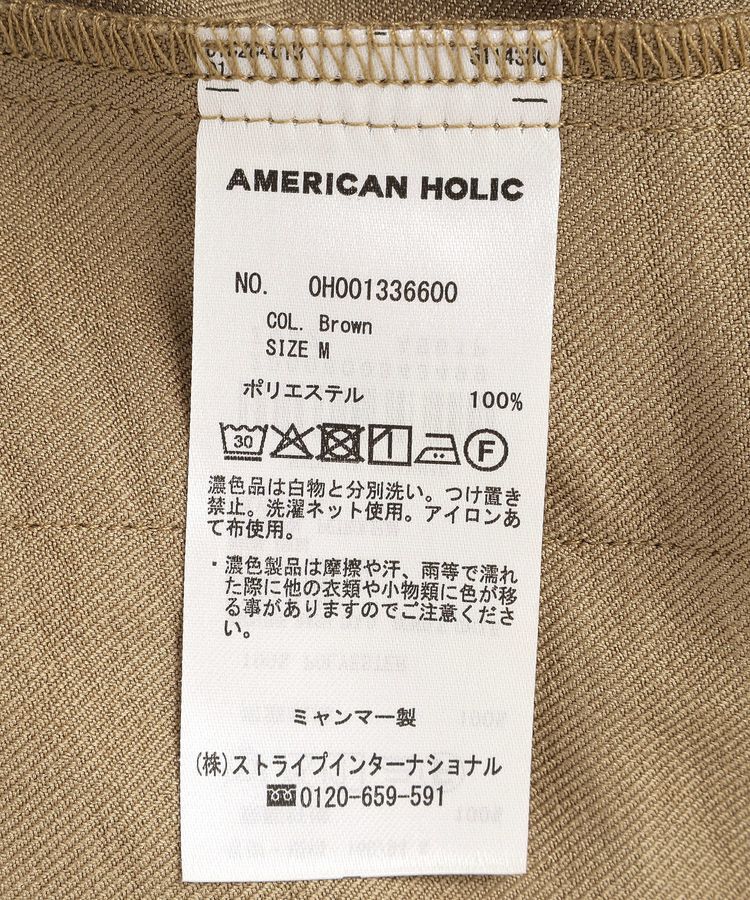 AMERICAN HOLIC
NO. 0H001336600
COL. Brown
SIZE M
ポリエステル 100%
30 F
濃色品は白物と分別洗い。つけ置き
禁止。洗濯ネット使用。アイロンあ
て布使用。
・濃色製品は摩擦や汗、雨等で濡れ
た際に他の衣類や小物類に色が移
る事がありますのでご注意くださ
い。
ミャンマー製
(株)ストライプインターナショナル
0120-659-591